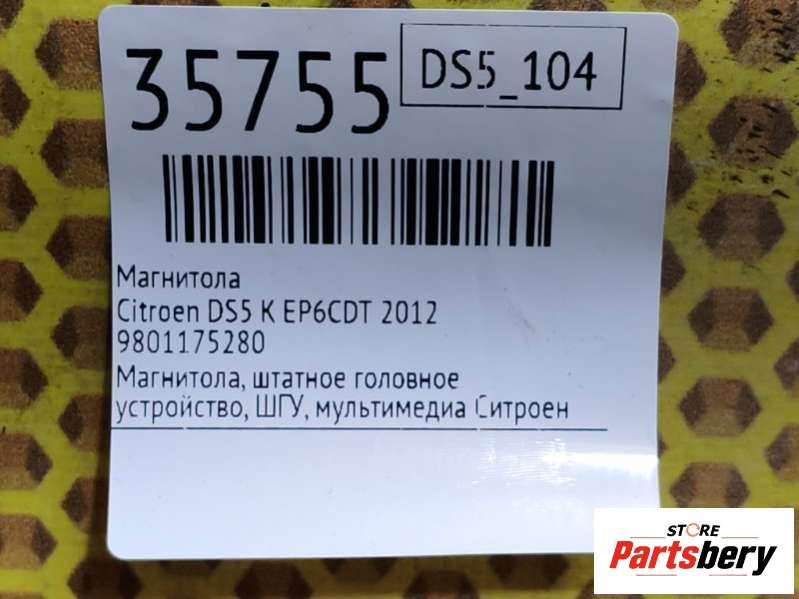 35755
DS5_104
Магнитола
Citroen DS5 K EP6CDT 2012
9801175280
Магнитола, штатное головное
устройство, ШГУ, мультимедиа Ситроен
STORE
Partsbery